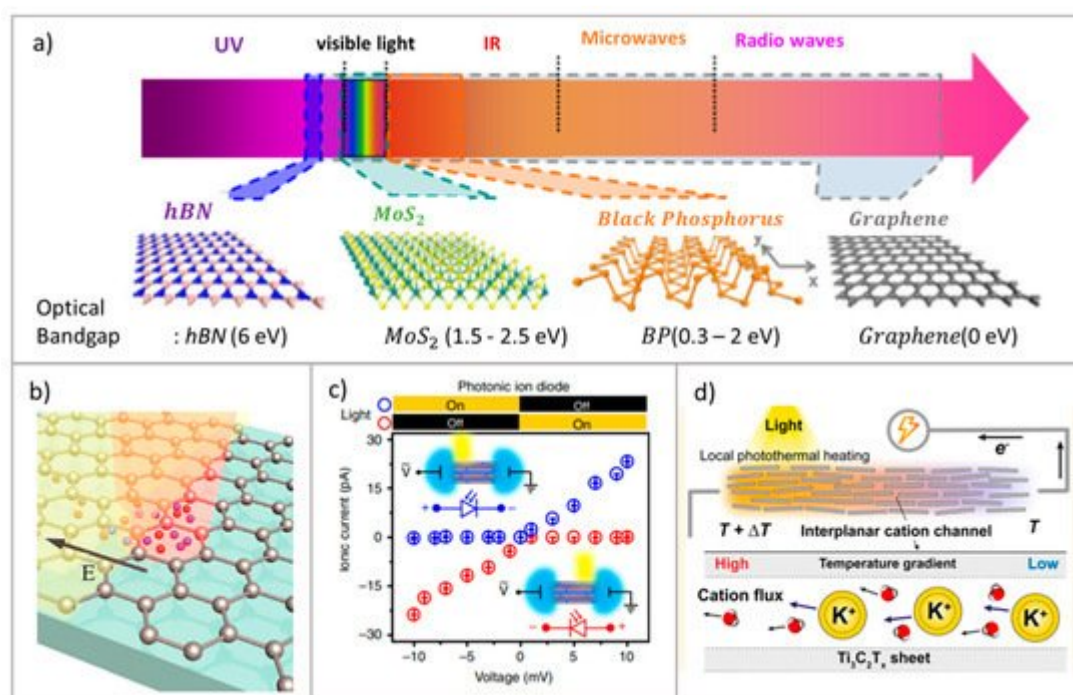 a)
UV
visible light
IR
Microwaves
Radio waves
hBN
MoS₂
Black Phosphorus
Graphene
y
x
Optical
Bandgap
: hBN (6 eV)
MoS₂ (1.5 - 2.5 eV)
BP(0.3 – 2 eV)
Graphene(0 eV)
b)
E
c)
Photonic ion diode
Light
On
Off
Off
On
Ionic current (pA)
30
15
0
−15
−30
V
+
−
V
−
+
−10
−5
0
5
10
Voltage (mV)
d)
Light
e⁻
Local photothermal heating
T + ΔT
Interplanar cation channel
T
High
Temperature gradient
Low
Cation flux
K⁺
K⁺
K⁺
Ti₃C₂Tₓ sheet